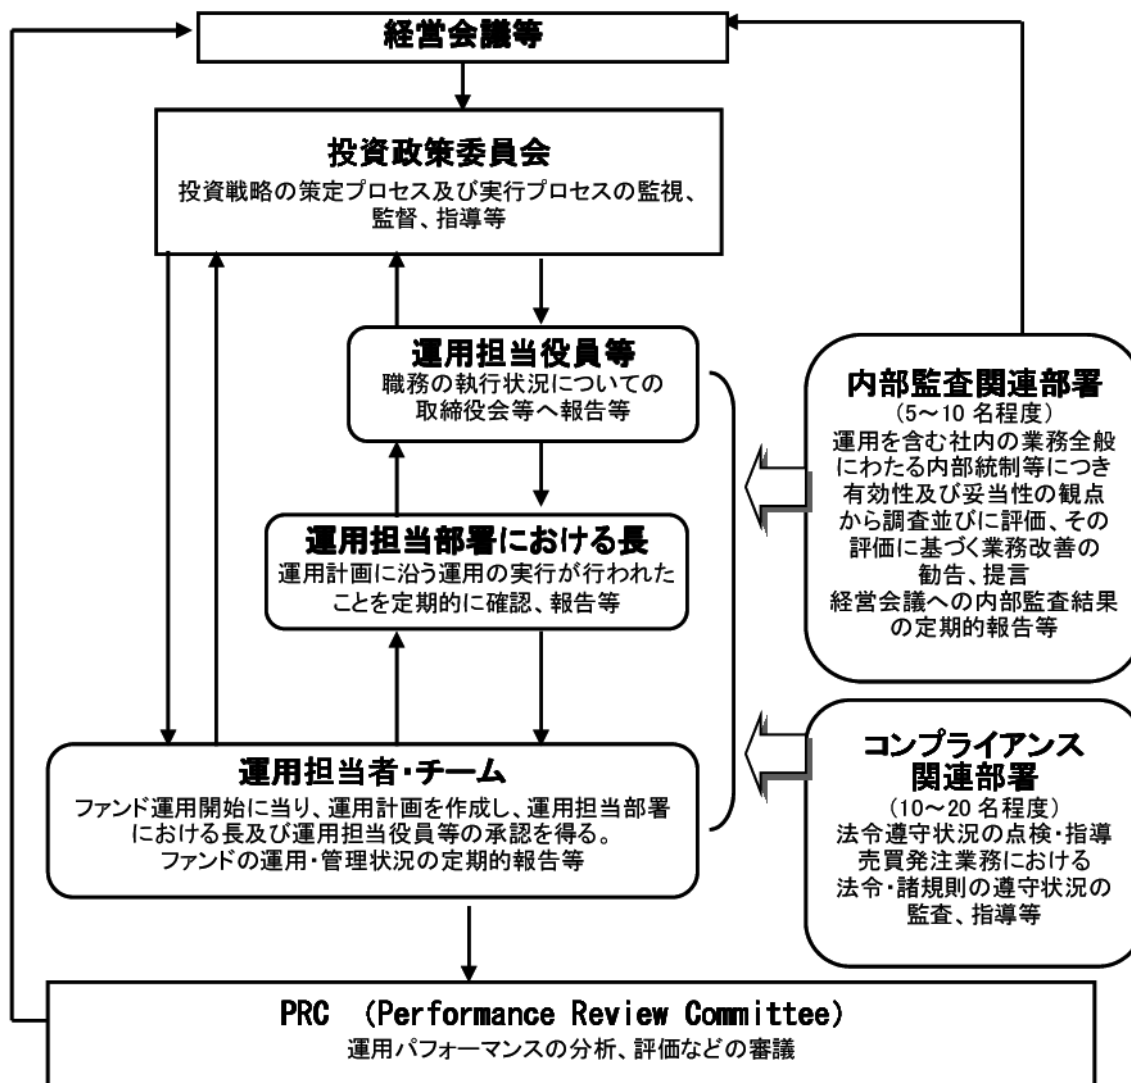 経営会議等
投資政策委員会
投資戦略の策定プロセス及び実行プロセスの監視、
監督、指導等
運用担当役員等
職務の執行状況についての
取締役会等へ報告等
運用担当部署における長
運用計画に沿う運用の実行が行われた
ことを定期的に確認、報告等
運用担当者・チーム
ファンド運用開始に当り、運用計画を作成し、運用担当部署
における長及び運用担当役員等の承認を得る。
ファンドの運用・管理状況の定期的報告等
内部監査関連部署
(5～10 名程度)
運用を含む社内の業務全般
にわたる内部統制等につき
有効性及び妥当性の観点
から調査並びに評価、その
評価に基づく業務改善の
勧告、提言
経営会議への内部監査結果
の定期的報告等
コンプライアンス
関連部署
(10～20 名程度)
法令遵守状況の点検・指導
売買発注業務における
法令・諸規則の遵守状況の
監査、指導等
PRC (Performance Review Committee)
運用パフォーマンスの分析、評価などの審議